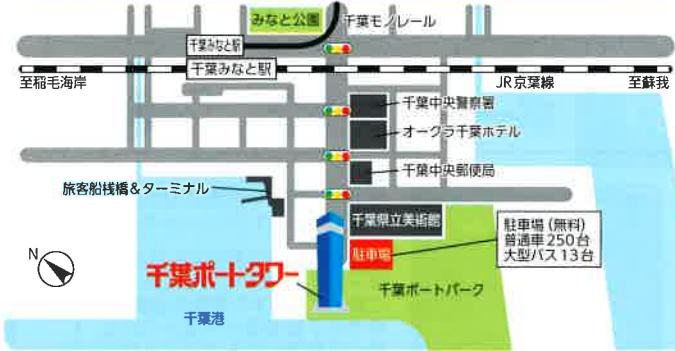 みなと公園
千葉モノレール
千葉みなと駅
千葉みなと駅
至稲毛海岸
JR京葉線
至蘇我
千葉中央警察署
オークラ千葉ホテル
千葉中央郵便局
旅客船桟橋&ターミナル
千葉県立美術館
駐車場(無料)
普通車250台
大型バス13台
駐車場
N
千葉ポートタワー
千葉ポートパーク
千葉港